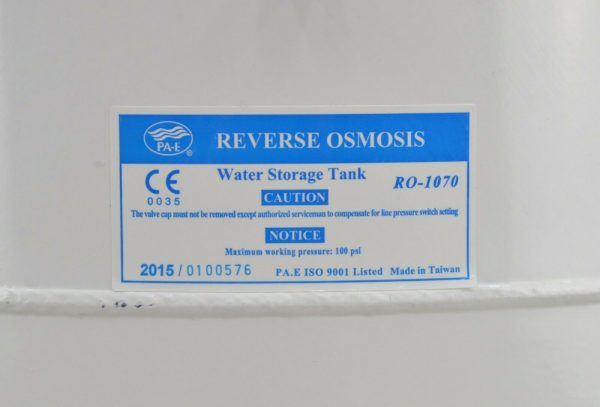 PA-E ®
REVERSE OSMOSIS
Water Storage Tank
RO-1070
CE
0035
CAUTION
The valve cap must not be removed except authorized serviceman to compensate for line pressure switch setting
NOTICE
Maximum working pressure: 100 psi
2015/0100576 PA.E ISO 9001 Listed Made in Taiwan